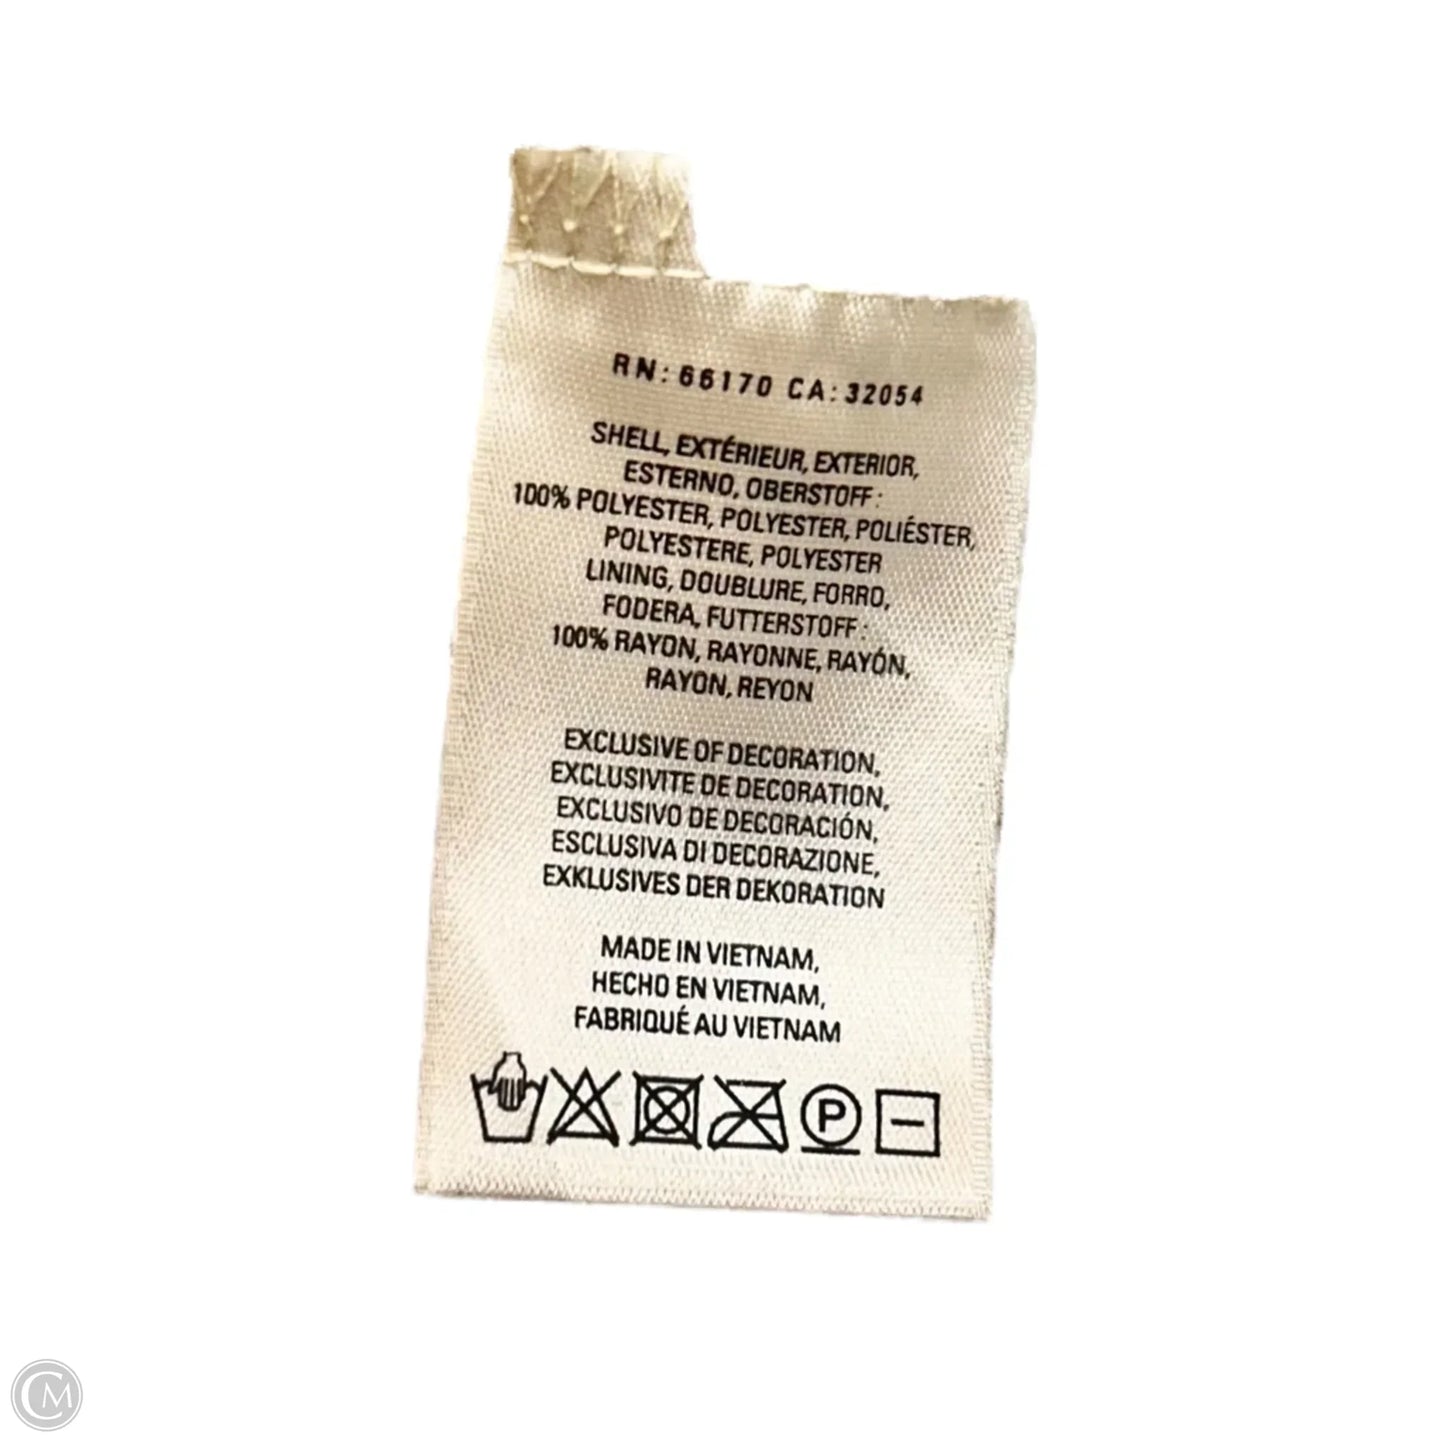 RN: 66170 CA: 32054
SHELL, EXTÉRIEUR, EXTERIOR,
ESTERNO, OBERSTOFF :
100% POLYESTER, POLYESTER, POLIÉSTER,
POLYESTERE, POLYESTER
LINING, DOUBLURE, FORRO,
FODERA, FUTTERSTOFF :
100% RAYON, RAYONNE, RAYÓN,
RAYON, REYON
EXCLUSIVE OF DECORATION,
EXCLUSIVITE DE DECORATION,
EXCLUSIVO DE DECORACIÓN,
ESCLUSIVA DI DECORAZIONE,
EXKLUSIVES DER DEKORATION
MADE IN VIETNAM,
HECHO EN VIETNAM,
FABRIQUÉ AU VIETNAM
P
CM